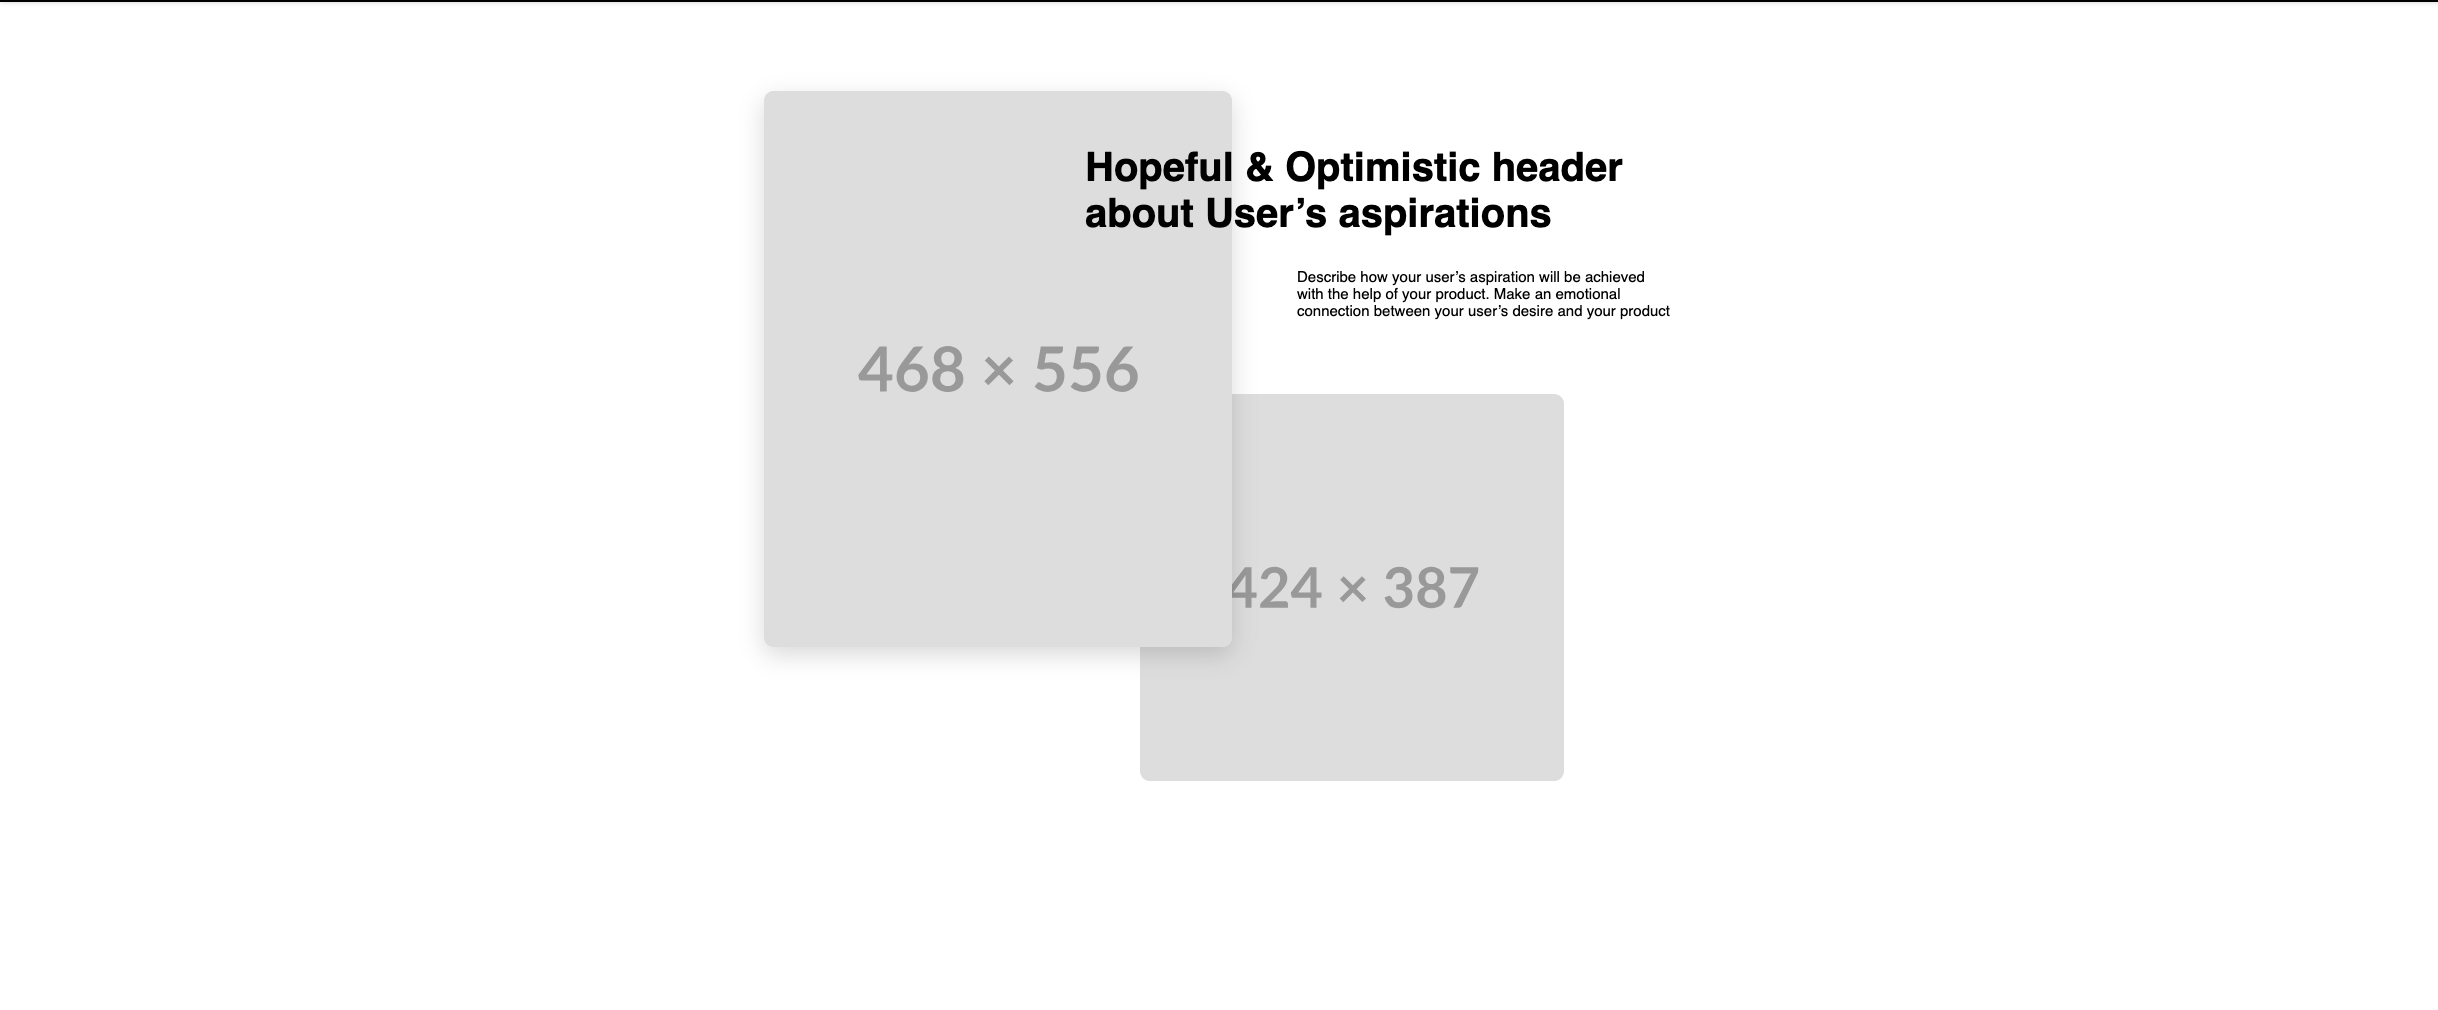 Hopeful & Optimistic header
about User’s aspirations
Describe how your user’s aspiration will be achieved
with the help of your product. Make an emotional
connection between your user’s desire and your product
468 × 556
424 × 387